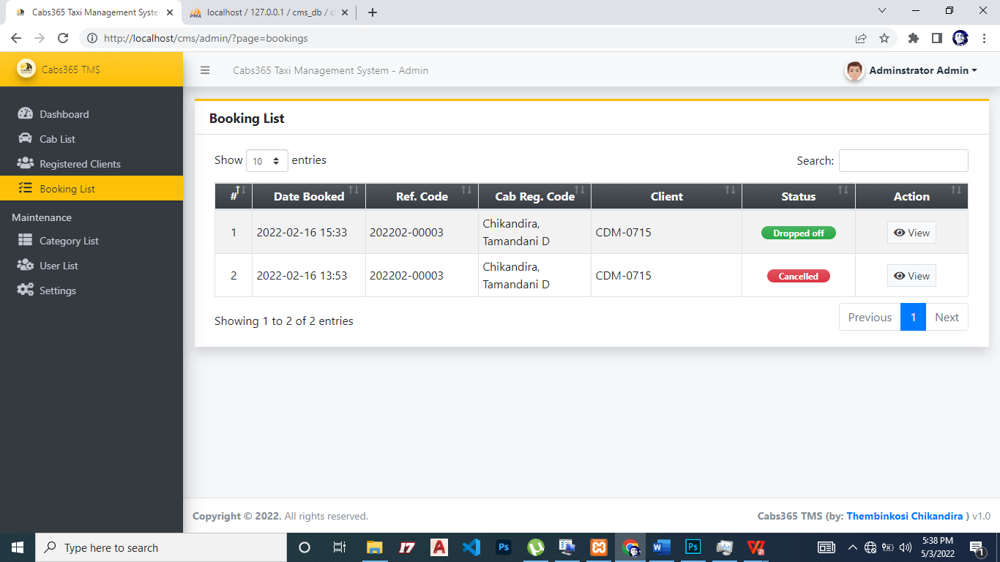 Cabs365 Taxi Management Syste
localhost / 127.0.0.1 / cms_db / c
http://localhost/cms/admin/?page=bookings
Cabs365 TMS
Cabs365 Taxi Management System - Admin
Adminstrator Admin
Dashboard
Cab List
Registered Clients
Booking List
Maintenance
Category List
User List
Settings
Booking List
Show 10 entries
Search:
# Date Booked Ref. Code Cab Reg. Code Client Status Action
1 2022-02-16 15:33 202202-00003 Chikandira, Tamandani D CDM-0715 Dropped off View
2 2022-02-16 13:53 202202-00003 Chikandira, Tamandani D CDM-0715 Cancelled View
Showing 1 to 2 of 2 entries
Previous 1 Next
Copyright © 2022. All rights reserved.
Cabs365 TMS (by: Thembinkosi Chikandira ) v1.0
Type here to search
5:38 PM
5/3/2022